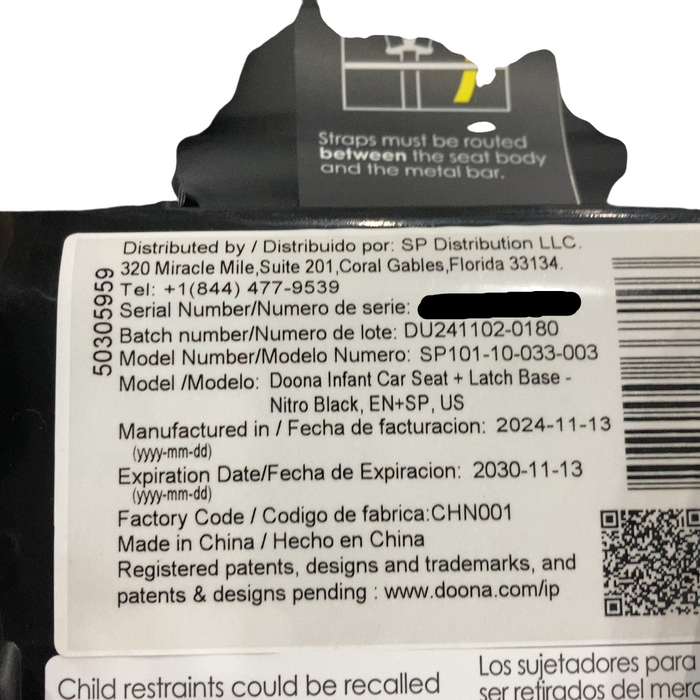 Straps must be routed
between the seat body
and the metal bar.
50305959
Distributed by / Distribuido por: SP Distribution LLC.
320 Miracle Mile,Suite 201,Coral Gables,Florida 33134.
Tel: +1(844) 477-9539
Serial Number/Numero de serie:
Batch number/Numero de lote: DU241102-0180
Model Number/Modelo Numero: SP101-10-033-003
Model /Modelo: Doona Infant Car Seat + Latch Base -
Nitro Black, EN+SP, US
Manufactured in / Fecha de facturacion: 2024-11-13
(yyyy-mm-dd)
Expiration Date/Fecha de Expiracion: 2030-11-13
(yyyy-mm-dd)
Factory Code / Codigo de fabrica:CHN001
Made in China / Hecho en China
Registered patents, designs and trademarks, and
patents & designs pending : www.doona.com/ip
Child restraints could be recalled
Los sujetadores para
ser retirados del